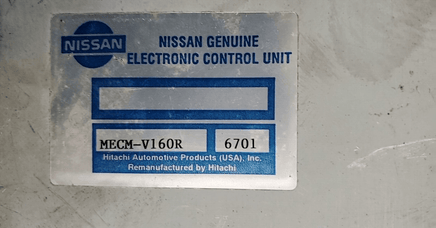 NISSAN
NISSAN GENUINE
ELECTRONIC CONTROL UNIT
MECM-V160R 6701
Hitachi Automotive Products (USA), Inc.
Remanufactured by Hitachi